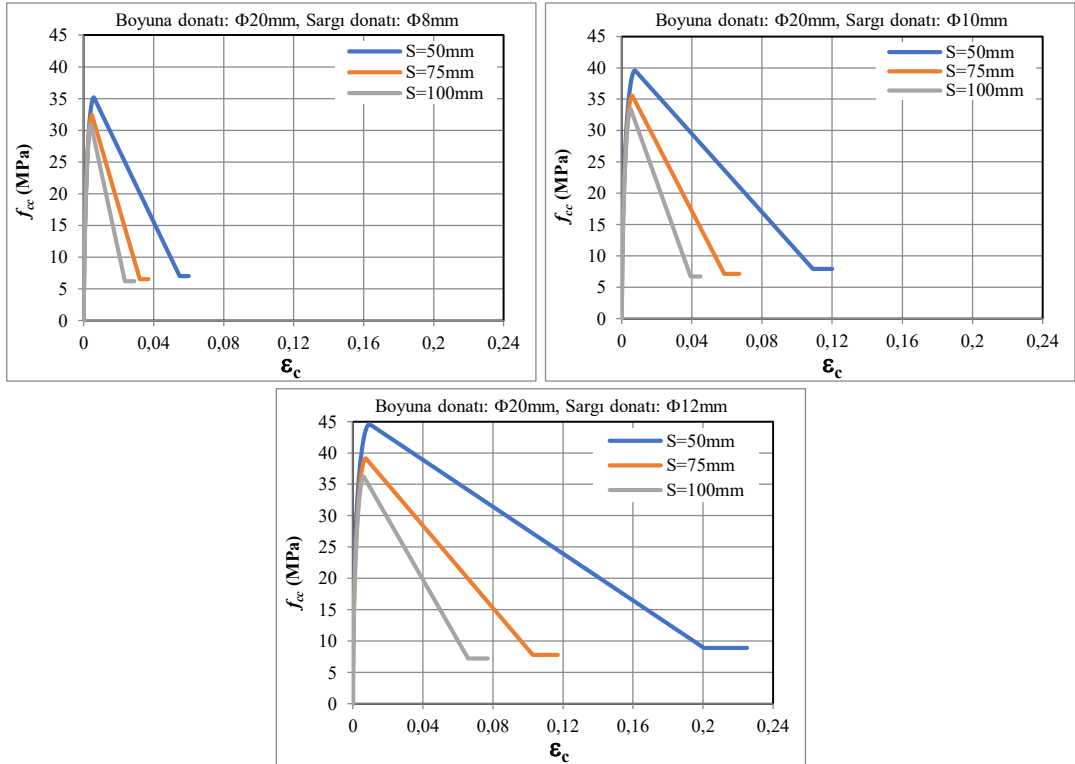 Boyuna donatı: Φ20mm, Sargı donatı: Φ8mm
S=50mm
S=75mm
S=100mm
45
40
35
30
25
20
15
10
5
0
f_cc (MPa)
0 0,04 0,08 0,12 0,16 0,2 0,24
ε_c
Boyuna donatı: Φ20mm, Sargı donatı: Φ10mm
S=50mm
S=75mm
S=100mm
45
40
35
30
25
20
15
10
5
0
f_cc (MPa)
0 0,04 0,08 0,12 0,16 0,2 0,24
ε_c
Boyuna donatı: Φ20mm, Sargı donatı: Φ12mm
S=50mm
S=75mm
S=100mm
45
40
35
30
25
20
15
10
5
0
f_cc (MPa)
0 0,04 0,08 0,12 0,16 0,2 0,24
ε_c